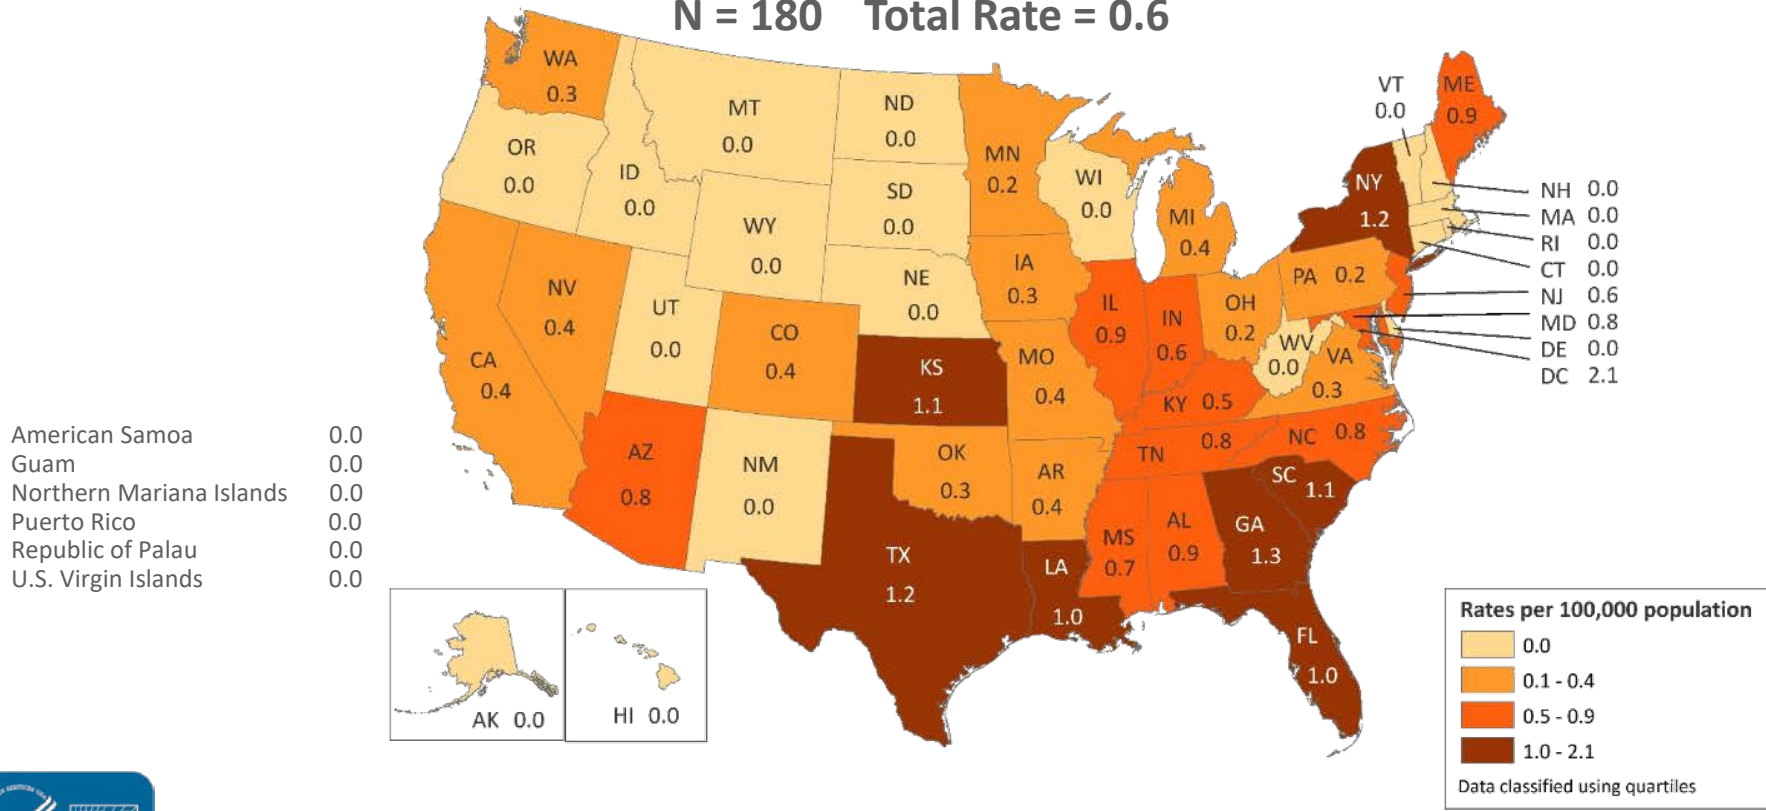 N = 180 Total Rate = 0.6
WA
0.3
OR
0.0
ID
0.0
MT
0.0
ND
0.0
SD
0.0
WY
0.0
NE
0.0
MN
0.2
WI
0.0
MI
0.4
IA
0.3
VT
0.0
ME
0.9
NY
1.2
NH 0.0
MA 0.0
RI 0.0
CT 0.0
NJ 0.6
MD 0.8
DE 0.0
DC 2.1
PA 0.2
OH
0.2
IN
0.6
IL
0.9
WV
0.0
VA
0.3
NV
0.4
UT
0.0
CO
0.4
CA
0.4
KS
1.1
MO
0.4
KY 0.5
TN 0.8
NC 0.8
SC
1.1
AZ
0.8
NM
0.0
OK
0.3
AR
0.4
MS
0.7
AL
0.9
GA
1.3
TX
1.2
LA
1.0
FL
1.0
American Samoa 0.0
Guam 0.0
Northern Mariana Islands 0.0
Puerto Rico 0.0
Republic of Palau 0.0
U.S. Virgin Islands 0.0
AK 0.0
HI 0.0
Rates per 100,000 population
0.0
0.1 - 0.4
0.5 - 0.9
1.0 - 2.1
Data classified using quartiles